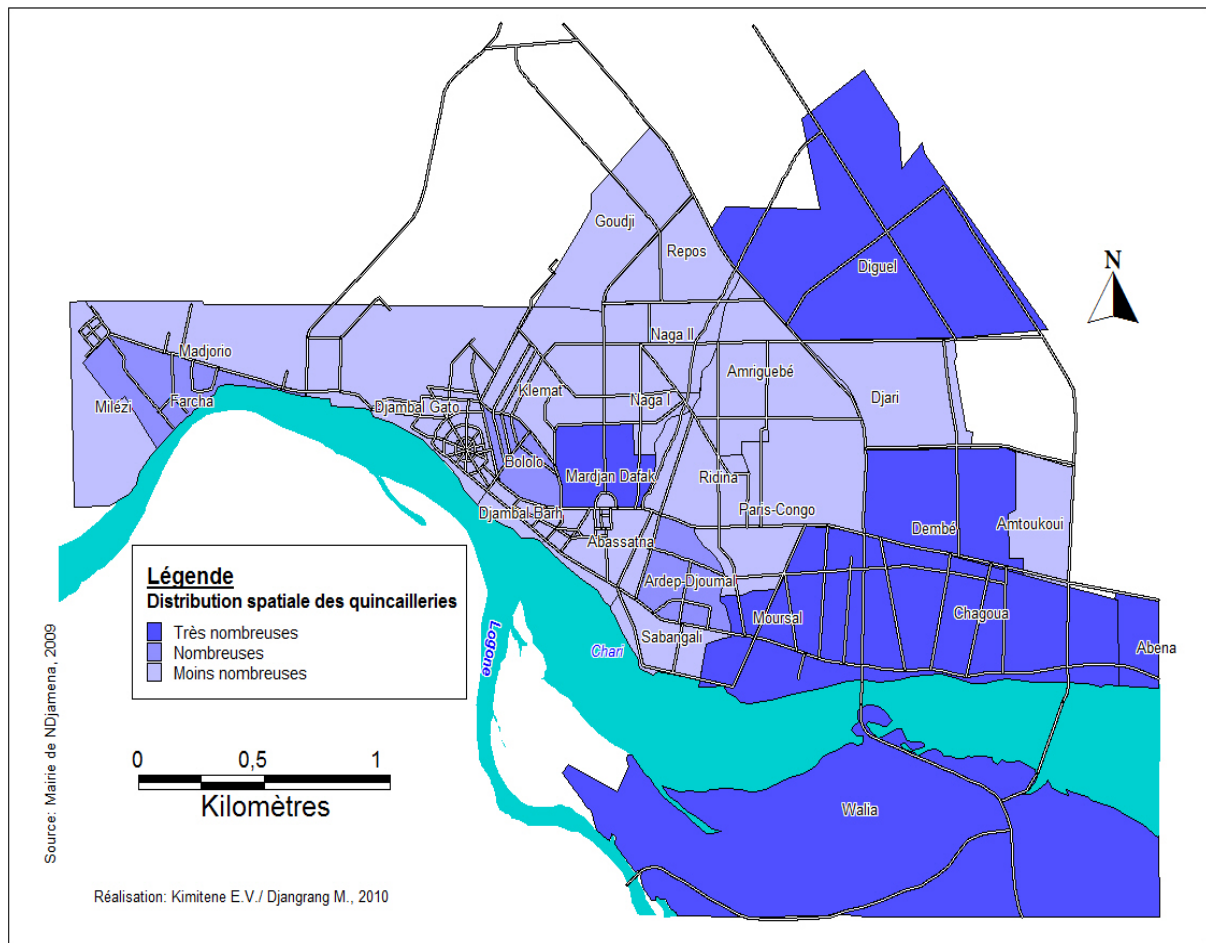 Goudji
Repos
Diguel
N
Naga II
Madjorio
Amriguebé
Klemat
Djari
Milézi
Farcha
Djambal Gato
Naga I
Bololo
Mardjan Dafak
Ridina
Djambal Barh
Paris-Congo
Dembé
Amtoukoui
Abassatna
Ardep-Djoumal
Moursal
Chagoua
Sabangali
Abena
Logone
Chari
Walia
Légende
Distribution spatiale des quincailleries
Très nombreuses
Nombreuses
Moins nombreuses
0 0,5 1
Kilomètres
Source: Mairie de NDjamena, 2009
Réalisation: Kimitene E.V./ Djangrang M., 2010